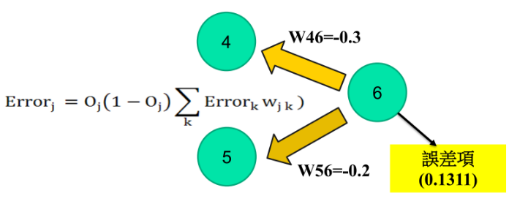 4
W46=-0.3
6
Errorⱼ = Oⱼ(1 − Oⱼ) ∑ₖ Errorₖ wⱼ ₖ )
5
W56=-0.2
誤差項
(0.1311)